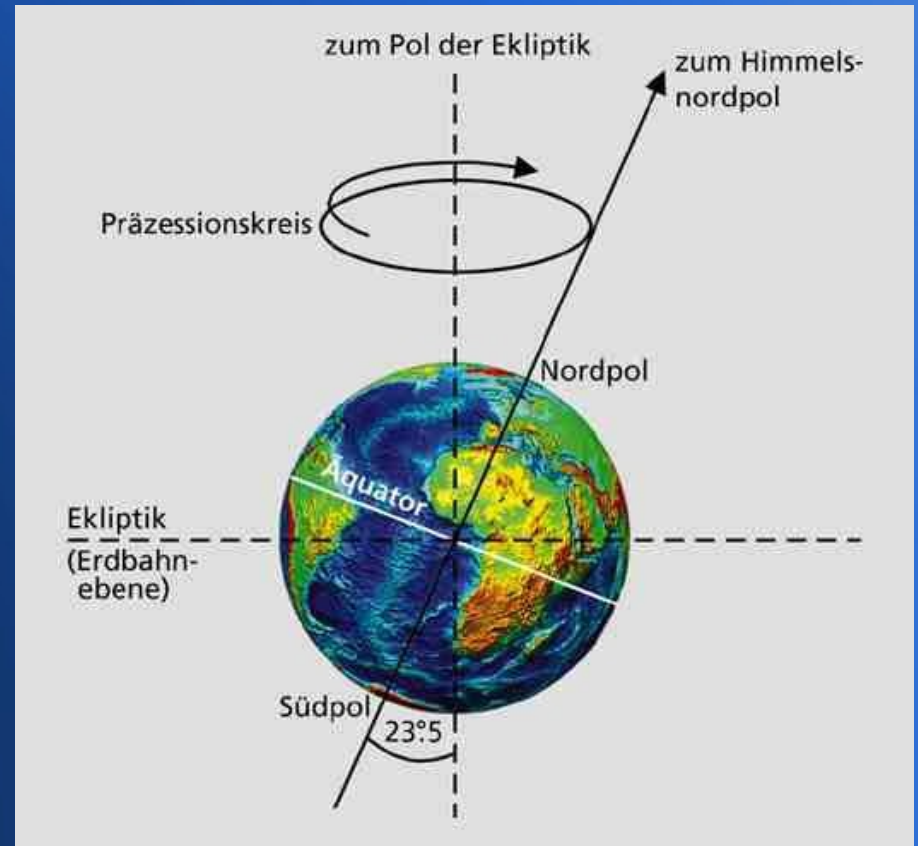 zum Pol der Ekliptik
zum Himmels-
nordpol
Präzessionskreis
Nordpol
Äquator
Ekliptik
(Erdbahn-
ebene)
Südpol
23°.5